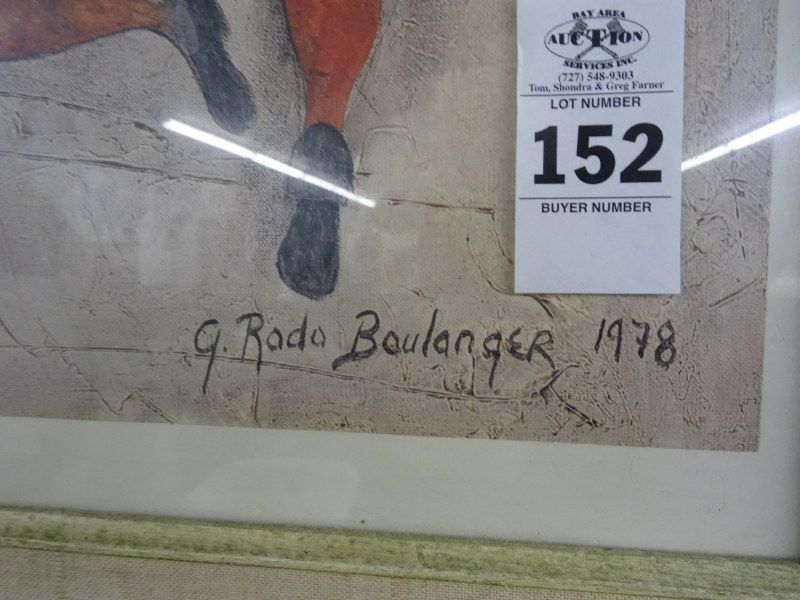 BAY AREA
AUCTION
SERVICES INC.
(727) 548-9303
Tom, Shondra & Greg Farner
LOT NUMBER
152
BUYER NUMBER
G. Rodo Boulanger 1978